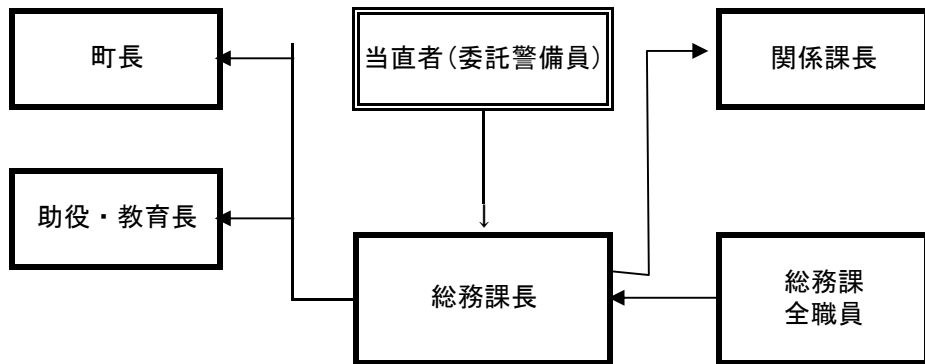 町長
当直者（委託警備員）
関係課長
助役・教育長
総務課長
総務課
全職員